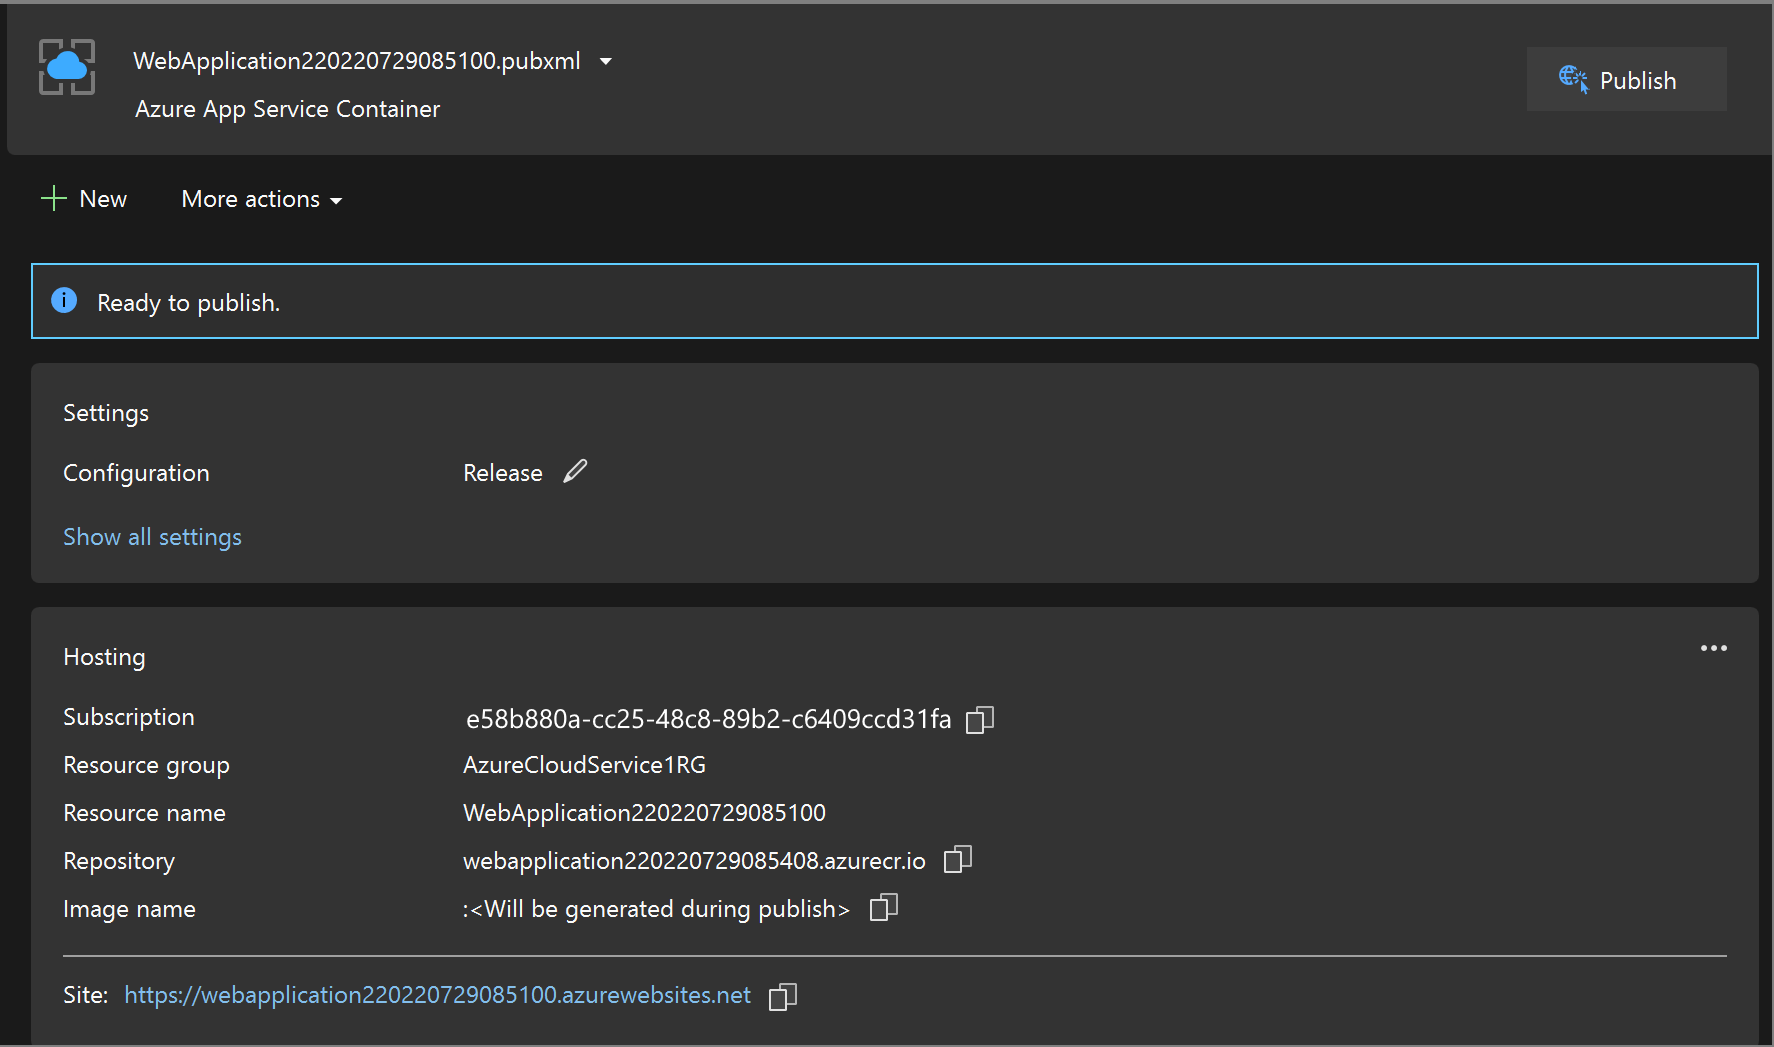 WebApplication220220729085100.pubxml
Azure App Service Container
Publish
New More actions
Ready to publish.
Settings
Configuration Release
Show all settings
Hosting
Subscription e58b880a-cc25-48c8-89b2-c6409ccd31fa
Resource group AzureCloudService1RG
Resource name WebApplication220220729085100
Repository webapplication220220729085408.azurecr.io
Image name :<Will be generated during publish>
Site: https://webapplication220220729085100.azurewebsites.net